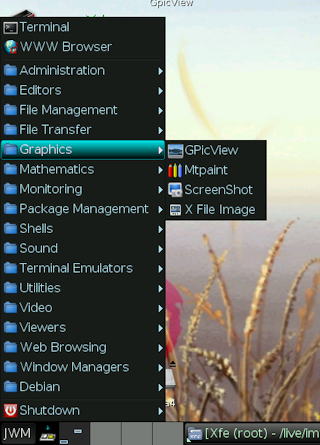 GpicView
Terminal
WWW Browser
Administration
Editors
File Management
File Transfer
Graphics
GPicView
Mathematics
Mtpaint
Monitoring
ScreenShot
Package Management
X File Image
Shells
Sound
Terminal Emulators
Utilities
Video
Viewers
Web Browsing
Window Managers
Debian
Shutdown
JWM
[Xfe (root) - /live/im